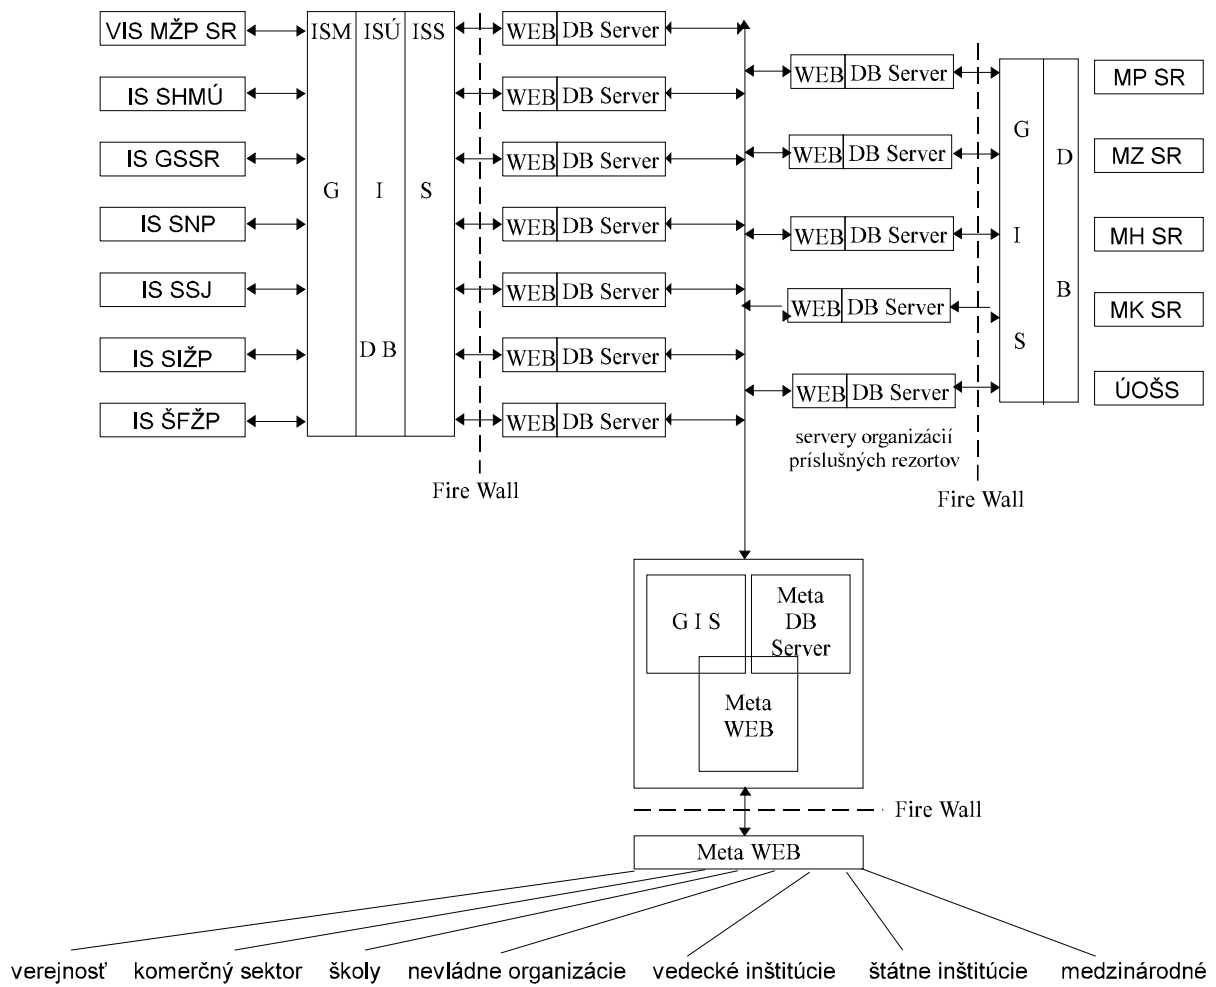 VIS MŽP SR
IS SHMÚ
IS GSSR
IS SNP
IS SSJ
IS SIŽP
IS ŠFŽP
ISM ISÚ ISS
G I S
D B
WEB DB Server
WEB DB Server
WEB DB Server
WEB DB Server
WEB DB Server
WEB DB Server
WEB DB Server
Fire Wall
WEB DB Server
WEB DB Server
WEB DB Server
WEB DB Server
WEB DB Server
servery organizácií
príslušných rezortov
Fire Wall
G
I
S
D
B
MP SR
MZ SR
MH SR
MK SR
ÚOŠS
G I S
Meta
DB
Server
Meta
WEB
Fire Wall
Meta WEB
verejnosť komerčný sektor školy nevládne organizácie vedecké inštitúcie štátne inštitúcie medzinárodné